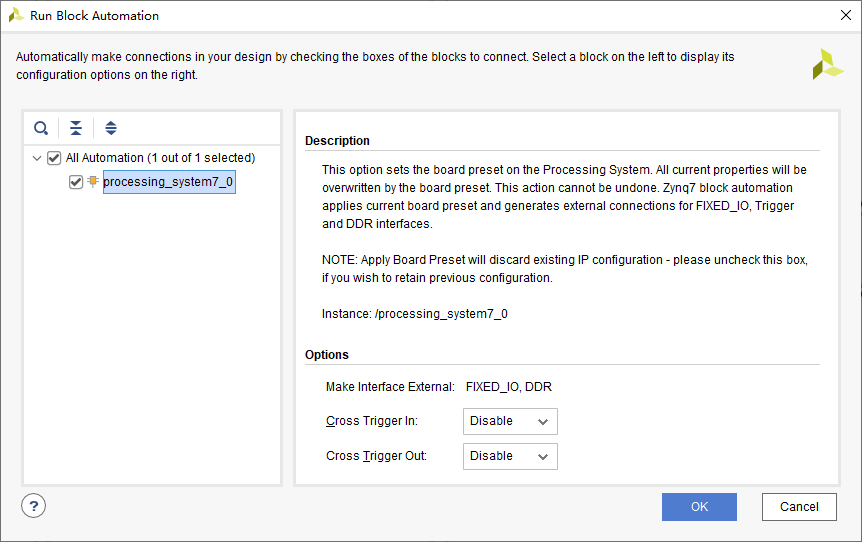 Run Block Automation
Automatically make connections in your design by checking the boxes of the blocks to connect. Select a block on the left to display its
configuration options on the right.
All Automation (1 out of 1 selected)
processing_system7_0
Description
This option sets the board preset on the Processing System. All current properties will be
overwritten by the board preset. This action cannot be undone. Zynq7 block automation
applies current board preset and generates external connections for FIXED_IO, Trigger
and DDR interfaces.
NOTE: Apply Board Preset will discard existing IP configuration - please uncheck this box,
if you wish to retain previous configuration.
Instance: /processing_system7_0
Options
Make Interface External: FIXED_IO, DDR
Cross Trigger In: Disable
Cross Trigger Out: Disable
?
OK
Cancel